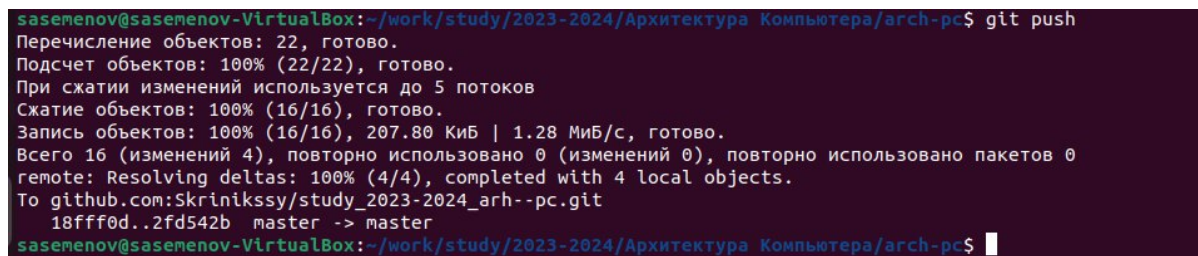 sasemenov@sasemenov-VirtualBox:~/work/study/2023-2024/Архитектура Компьютера/arch-pc$ git push
Перечисление объектов: 22, готово.
Подсчет объектов: 100% (22/22), готово.
При сжатии изменений используется до 5 потоков
Сжатие объектов: 100% (16/16), готово.
Запись объектов: 100% (16/16), 207.80 КиБ | 1.28 МиБ/с, готово.
Всего 16 (изменений 4), повторно использовано 0 (изменений 0), повторно использовано пакетов 0
remote: Resolving deltas: 100% (4/4), completed with 4 local objects.
To github.com:Skrinikssy/study_2023-2024_arh--pc.git
   18fff0d..2fd542b  master -> master
sasemenov@sasemenov-VirtualBox:~/work/study/2023-2024/Архитектура Компьютера/arch-pc$